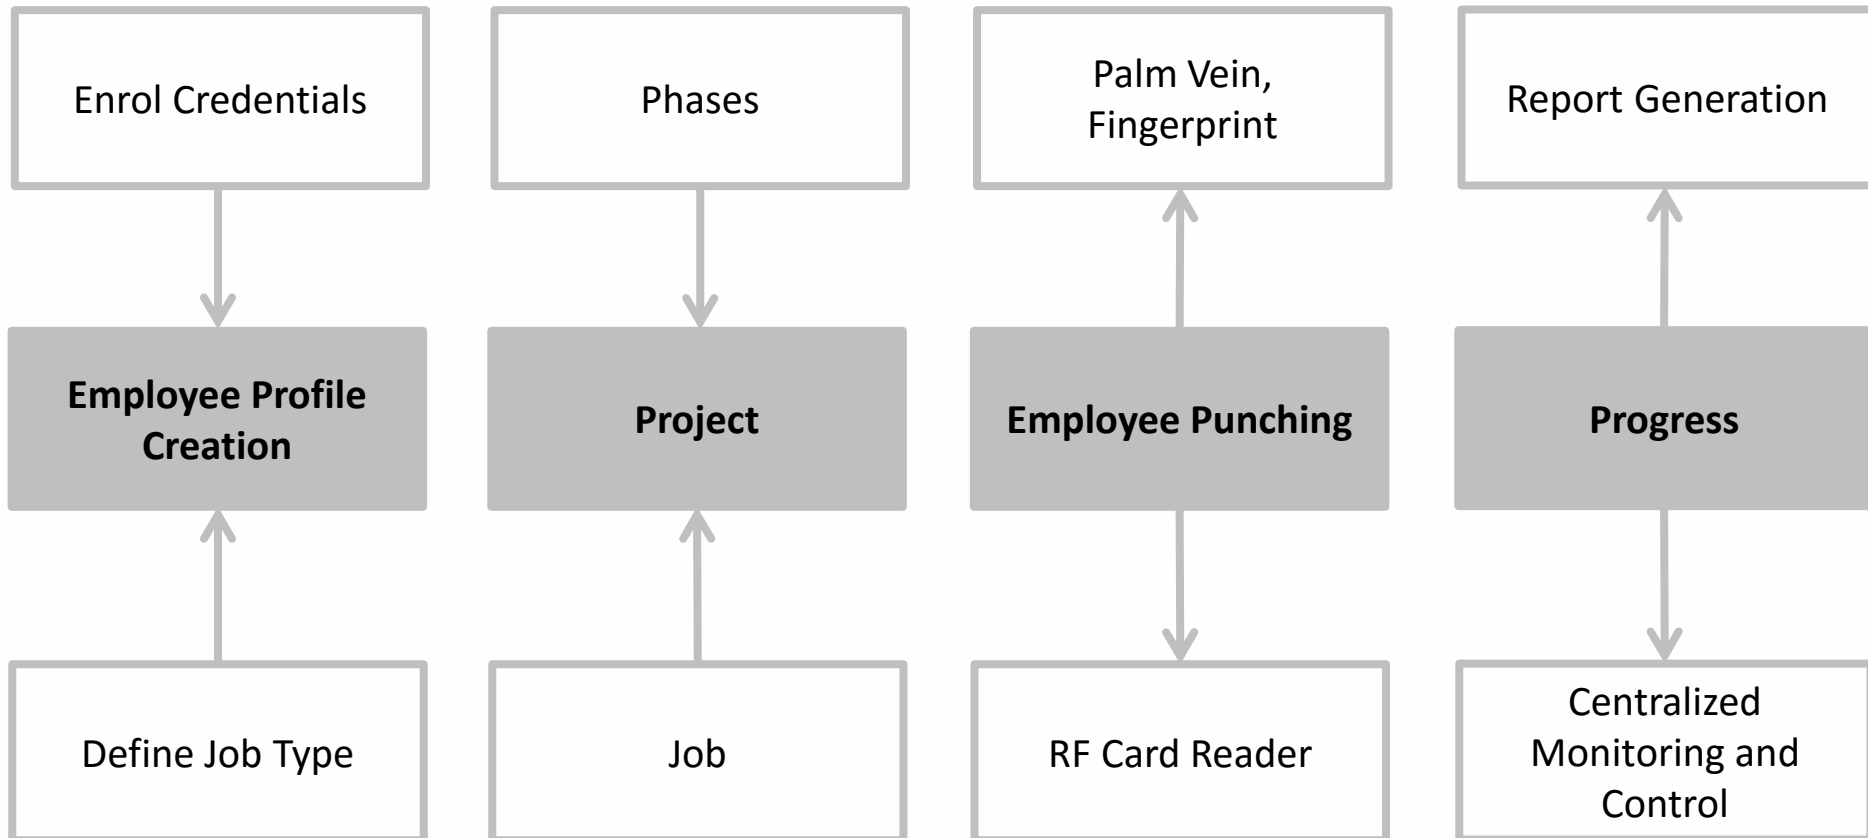 Enrol Credentials
Phases
Palm Vein,
Fingerprint
Report Generation
Employee Profile
Creation
Project
Employee Punching
Progress
Define Job Type
Job
RF Card Reader
Centralized
Monitoring and
Control